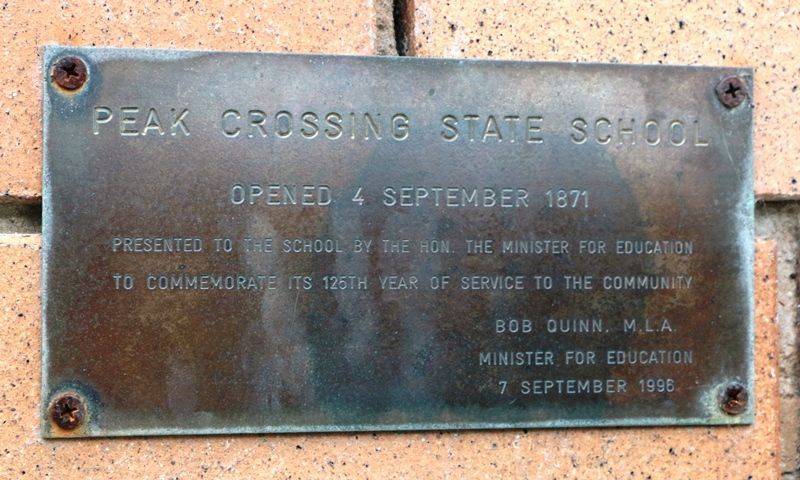 PEAK CROSSING STATE SCHOOL
OPENED 4 SEPTEMBER 1871
PRESENTED TO THE SCHOOL BY THE HON. THE MINISTER FOR EDUCATION
TO COMMEMORATE ITS 125TH YEAR OF SERVICE TO THE COMMUNITY
BOB QUINN, M.L.A.
MINISTER FOR EDUCATION
7 SEPTEMBER 1996